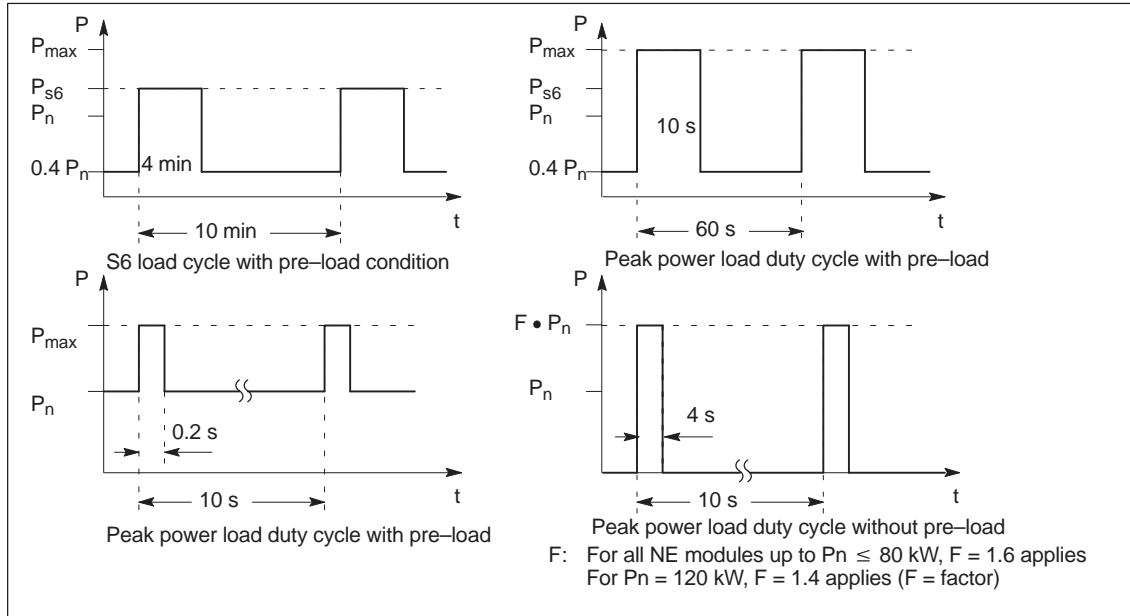 P
P_max
P_s6
P_n
0.4 P_n
4 min
t
10 min
S6 load cycle with pre–load condition
P
P_max
P_s6
P_n
0.4 P_n
10 s
t
60 s
Peak power load duty cycle with pre–load
P
P_max
P_n
0.2 s
t
10 s
Peak power load duty cycle with pre–load
P
F • P_n
P_n
4 s
t
10 s
Peak power load duty cycle without pre–load
F: For all NE modules up to Pn ≤ 80 kW, F = 1.6 applies
For Pn = 120 kW, F = 1.4 applies (F = factor)